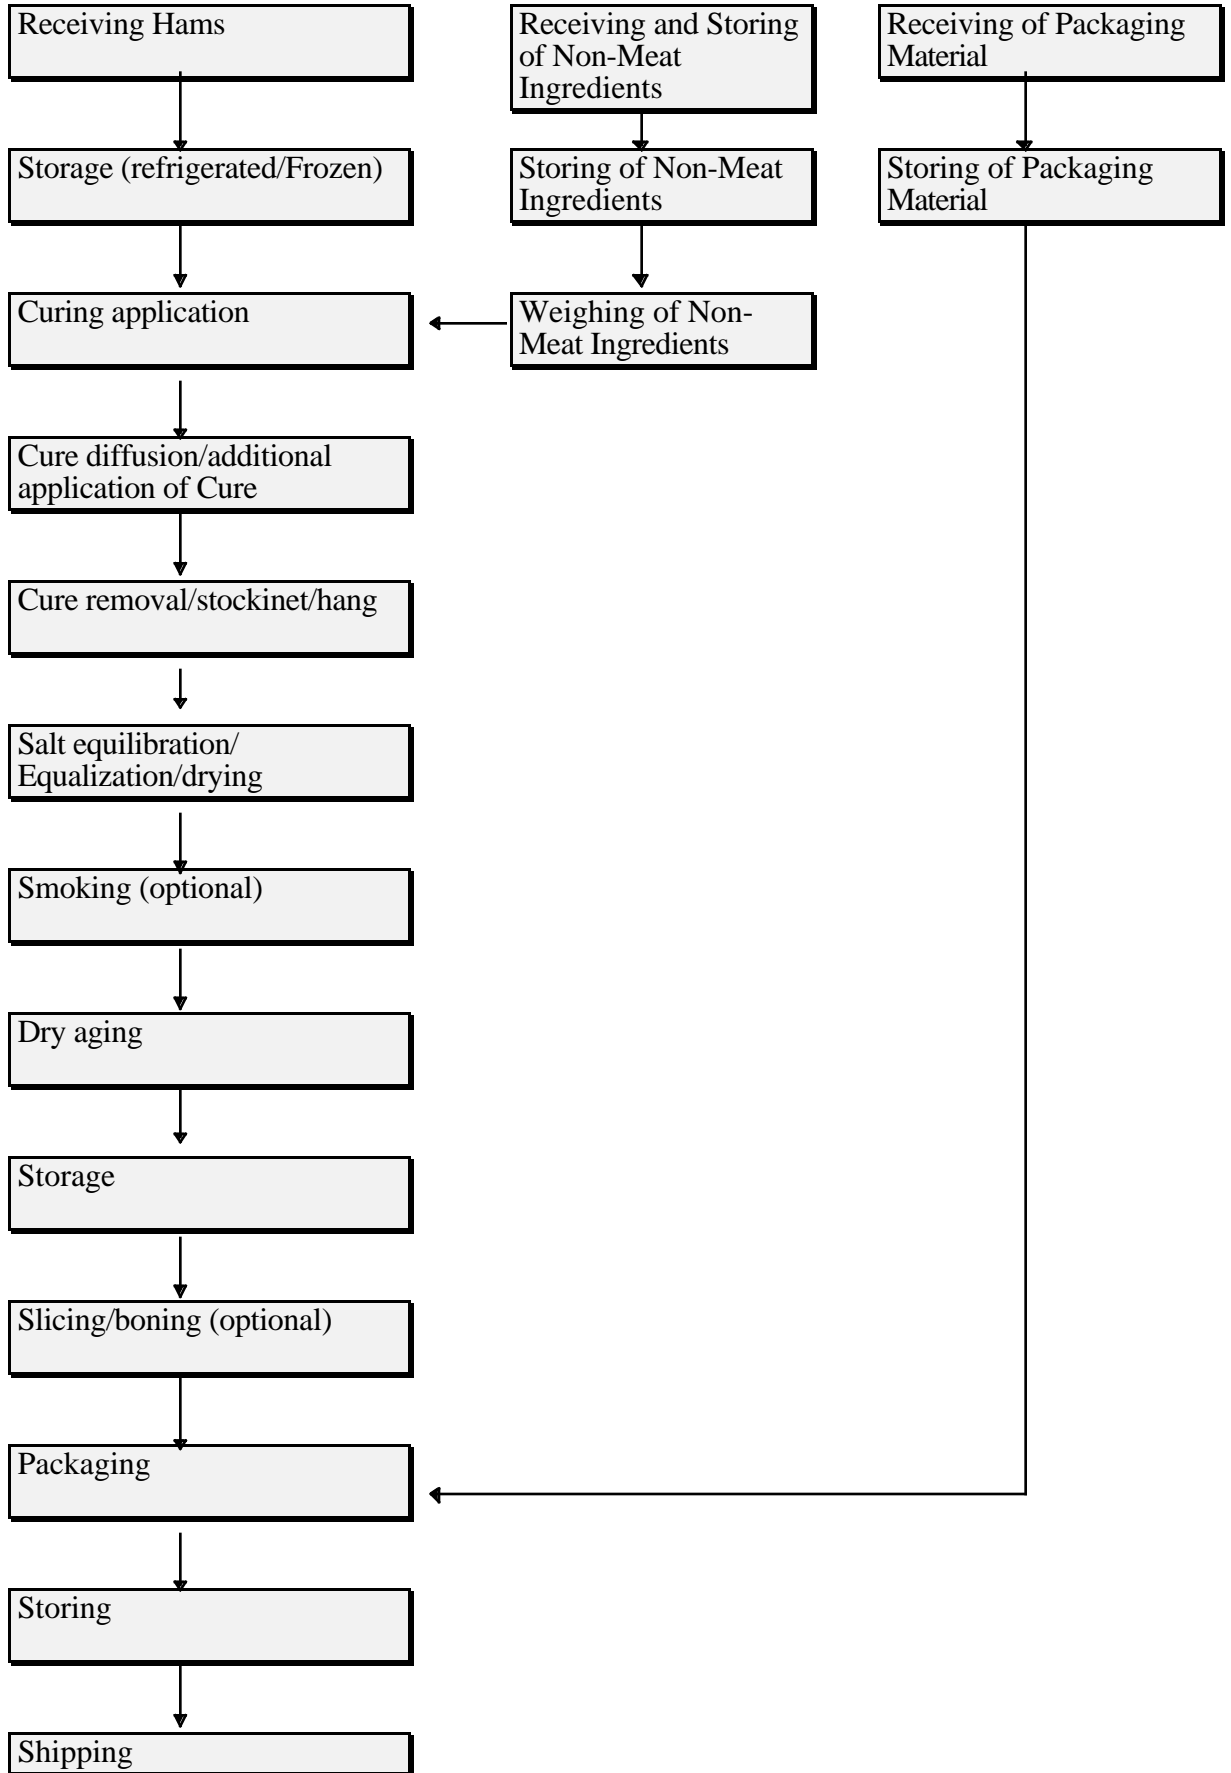 Receiving Hams
Receiving and Storing
of Non-Meat
Ingredients
Receiving of Packaging
Material
Storage (refrigerated/Frozen)
Storing of Non-Meat
Ingredients
Storing of Packaging
Material
Curing application
Weighing of Non-
Meat Ingredients
Cure diffusion/additional
application of Cure
Cure removal/stockinet/hang
Salt equilibration/
Equalization/drying
Smoking (optional)
Dry aging
Storage
Slicing/boning (optional)
Packaging
Storing
Shipping